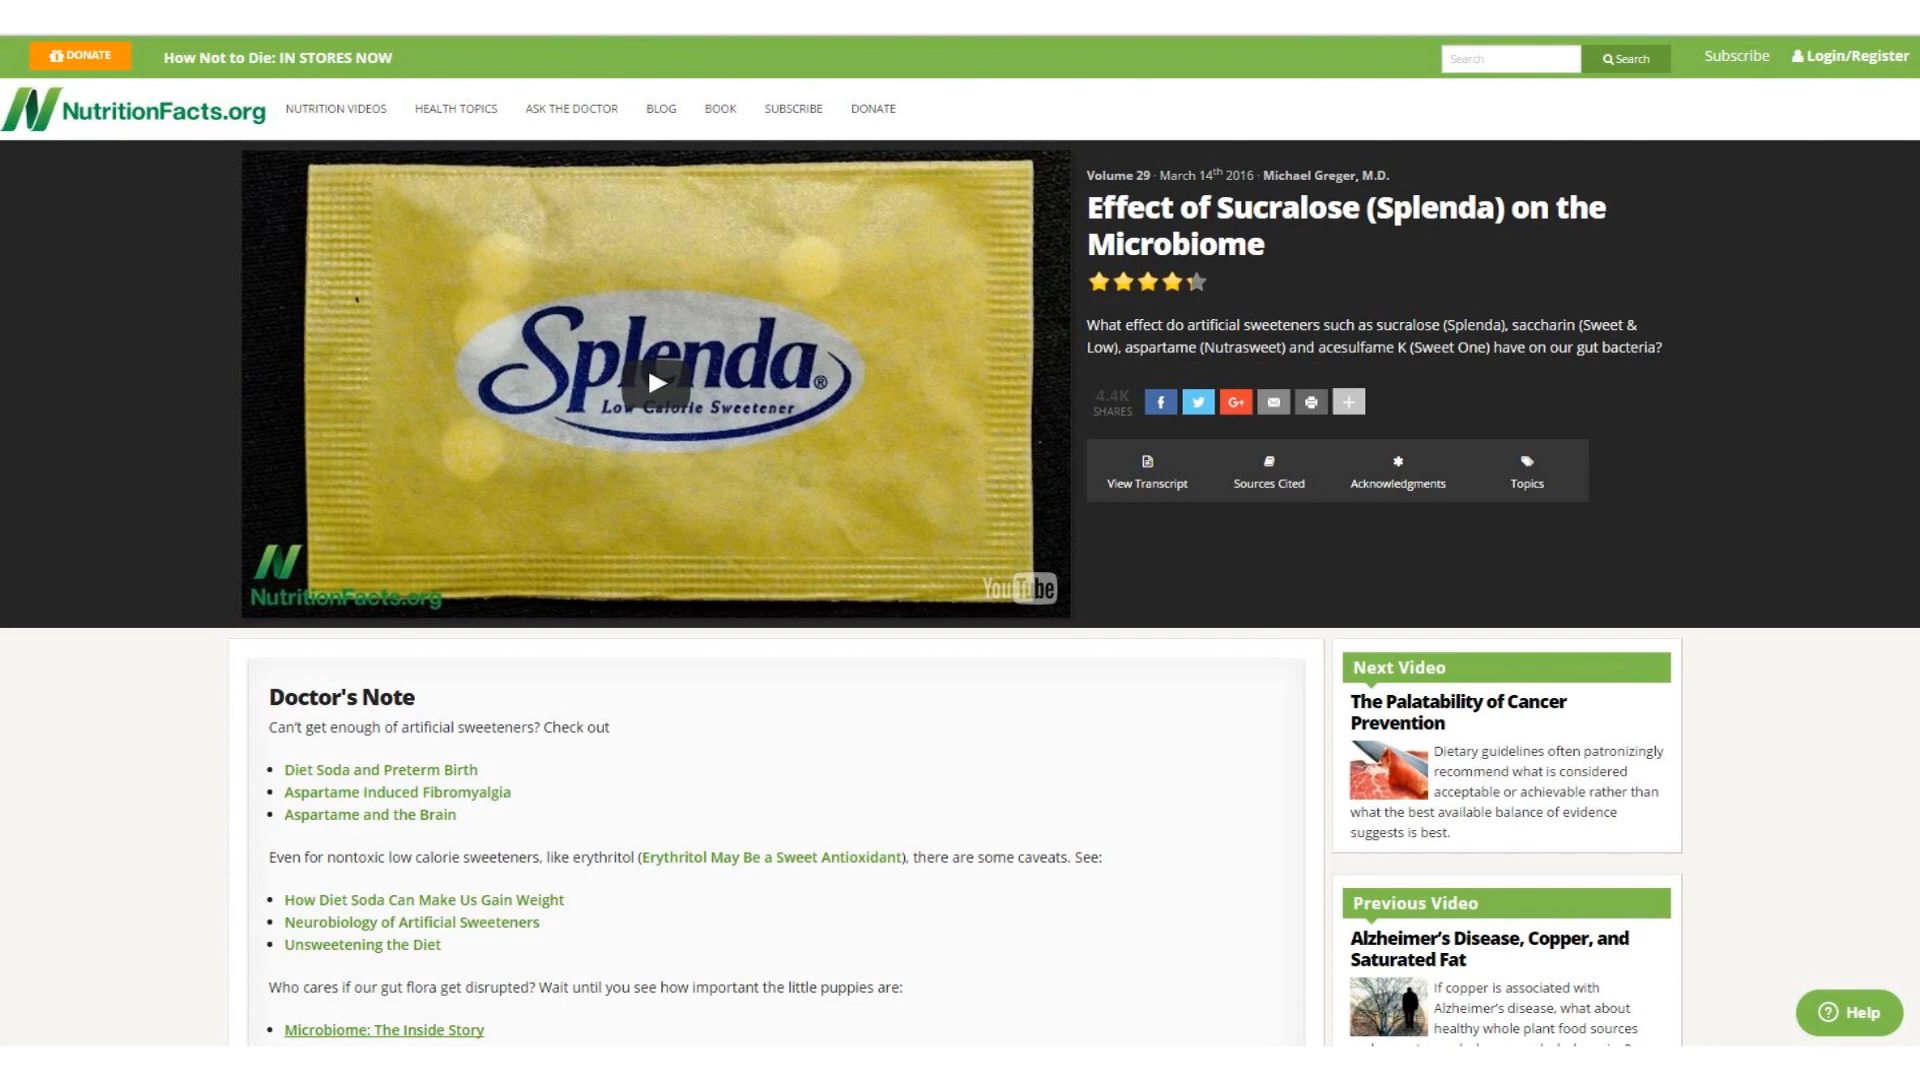 DONATE
How Not to Die: IN STORES NOW
Search
Search
Subscribe
Login/Register
NutritionFacts.org
NUTRITION VIDEOS
HEALTH TOPICS
ASK THE DOCTOR
BLOG
BOOK
SUBSCRIBE
DONATE
Splenda®
Low Calorie Sweetener
NutritionFacts.org
YouTube
Volume 29 · March 14th 2016 · Michael Greger, M.D.
Effect of Sucralose (Splenda) on the
Microbiome
What effect do artificial sweeteners such as sucralose (Splenda), saccharin (Sweet &
Low), aspartame (Nutrasweet) and acesulfame K (Sweet One) have on our gut bacteria?
4.4K
SHARES
View Transcript
Sources Cited
Acknowledgments
Topics
Doctor's Note
Can't get enough of artificial sweeteners? Check out
• Diet Soda and Preterm Birth
• Aspartame Induced Fibromyalgia
• Aspartame and the Brain
Even for nontoxic low calorie sweeteners, like erythritol (Erythritol May Be a Sweet Antioxidant), there are some caveats. See:
• How Diet Soda Can Make Us Gain Weight
• Neurobiology of Artificial Sweeteners
• Unsweetening the Diet
Who cares if our gut flora get disrupted? Wait until you see how important the little puppies are:
• Microbiome: The Inside Story
Next Video
The Palatability of Cancer
Prevention
Dietary guidelines often patronizingly
recommend what is considered
acceptable or achievable rather than
what the best available balance of evidence
suggests is best.
Previous Video
Alzheimer's Disease, Copper, and
Saturated Fat
If copper is associated with
Alzheimer's disease, what about
healthy whole plant food sources
Help